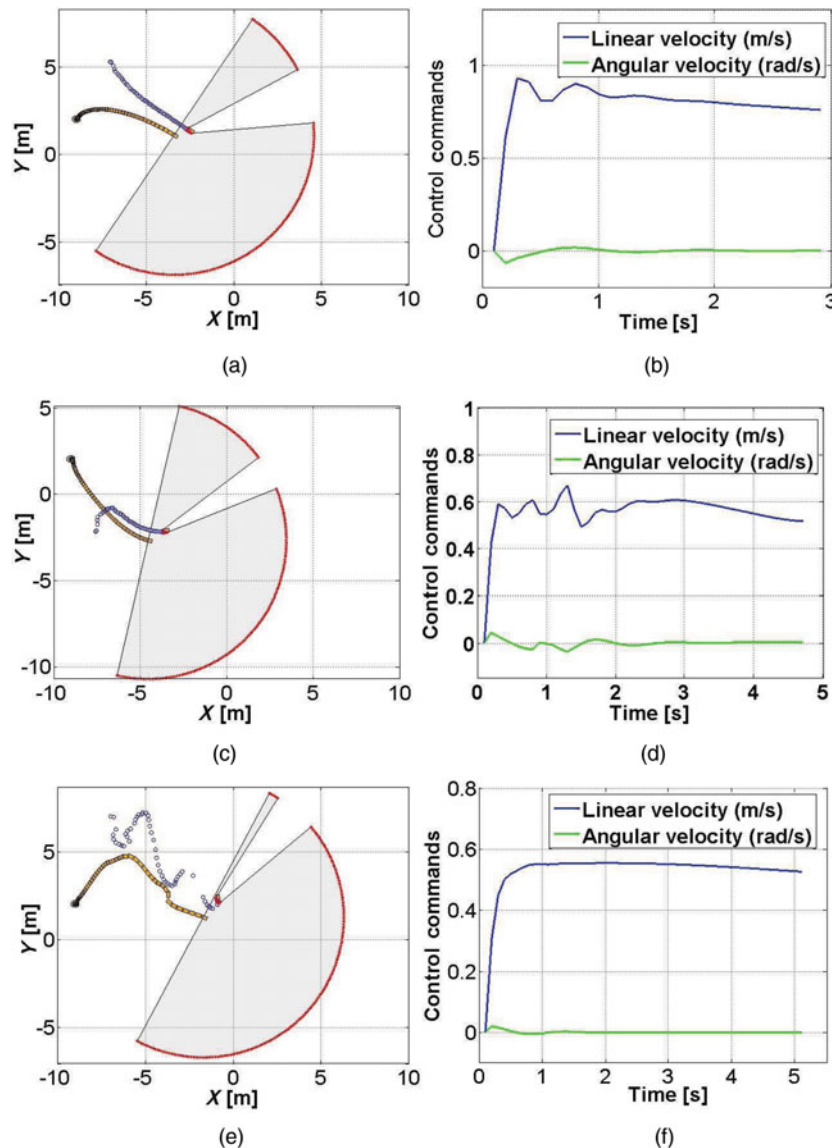 5
0
-5
-10
-5
0
5
10
Y [m]
X [m]
(a)
Linear velocity (m/s)
Angular velocity (rad/s)
1
0.5
0
0
1
2
3
Control commands
Time [s]
(b)
5
0
-5
-10
-10
-5
0
5
10
Y [m]
X [m]
(c)
Linear velocity (m/s)
Angular velocity (rad/s)
1
0.8
0.6
0.4
0.2
0
0
1
2
3
4
5
Control commands
Time [s]
(d)
5
0
-5
-10
-5
0
5
10
Y [m]
X [m]
(e)
Linear velocity (m/s)
Angular velocity (rad/s)
0.8
0.6
0.4
0.2
0
0
1
2
3
4
5
Control commands
Time [s]
(f)